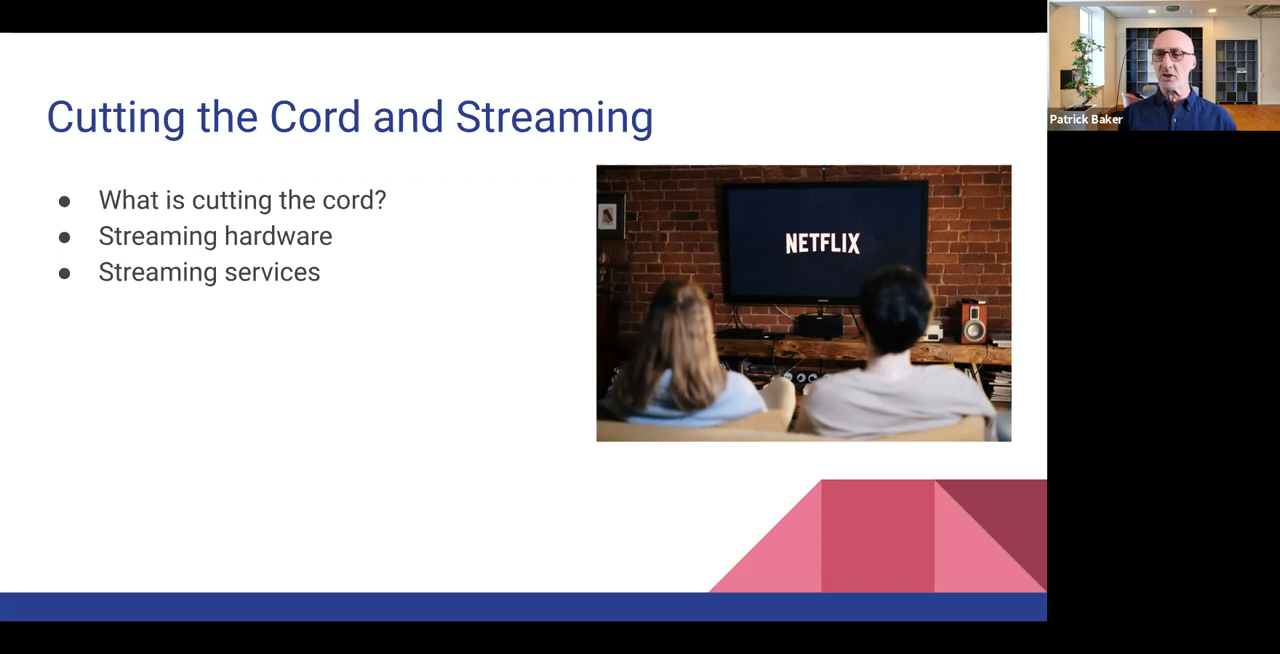 Cutting the Cord and Streaming
● What is cutting the cord?
● Streaming hardware
● Streaming services
NETFLIX
Patrick Baker